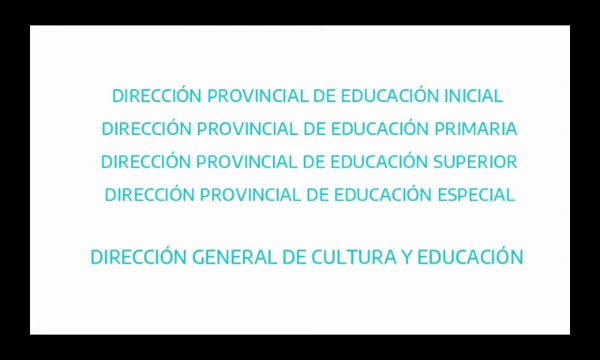 DIRECCIÓN PROVINCIAL DE EDUCACIÓN INICIAL
DIRECCIÓN PROVINCIAL DE EDUCACIÓN PRIMARIA
DIRECCIÓN PROVINCIAL DE EDUCACIÓN SUPERIOR
DIRECCIÓN PROVINCIAL DE EDUCACIÓN ESPECIAL
DIRECCIÓN GENERAL DE CULTURA Y EDUCACIÓN